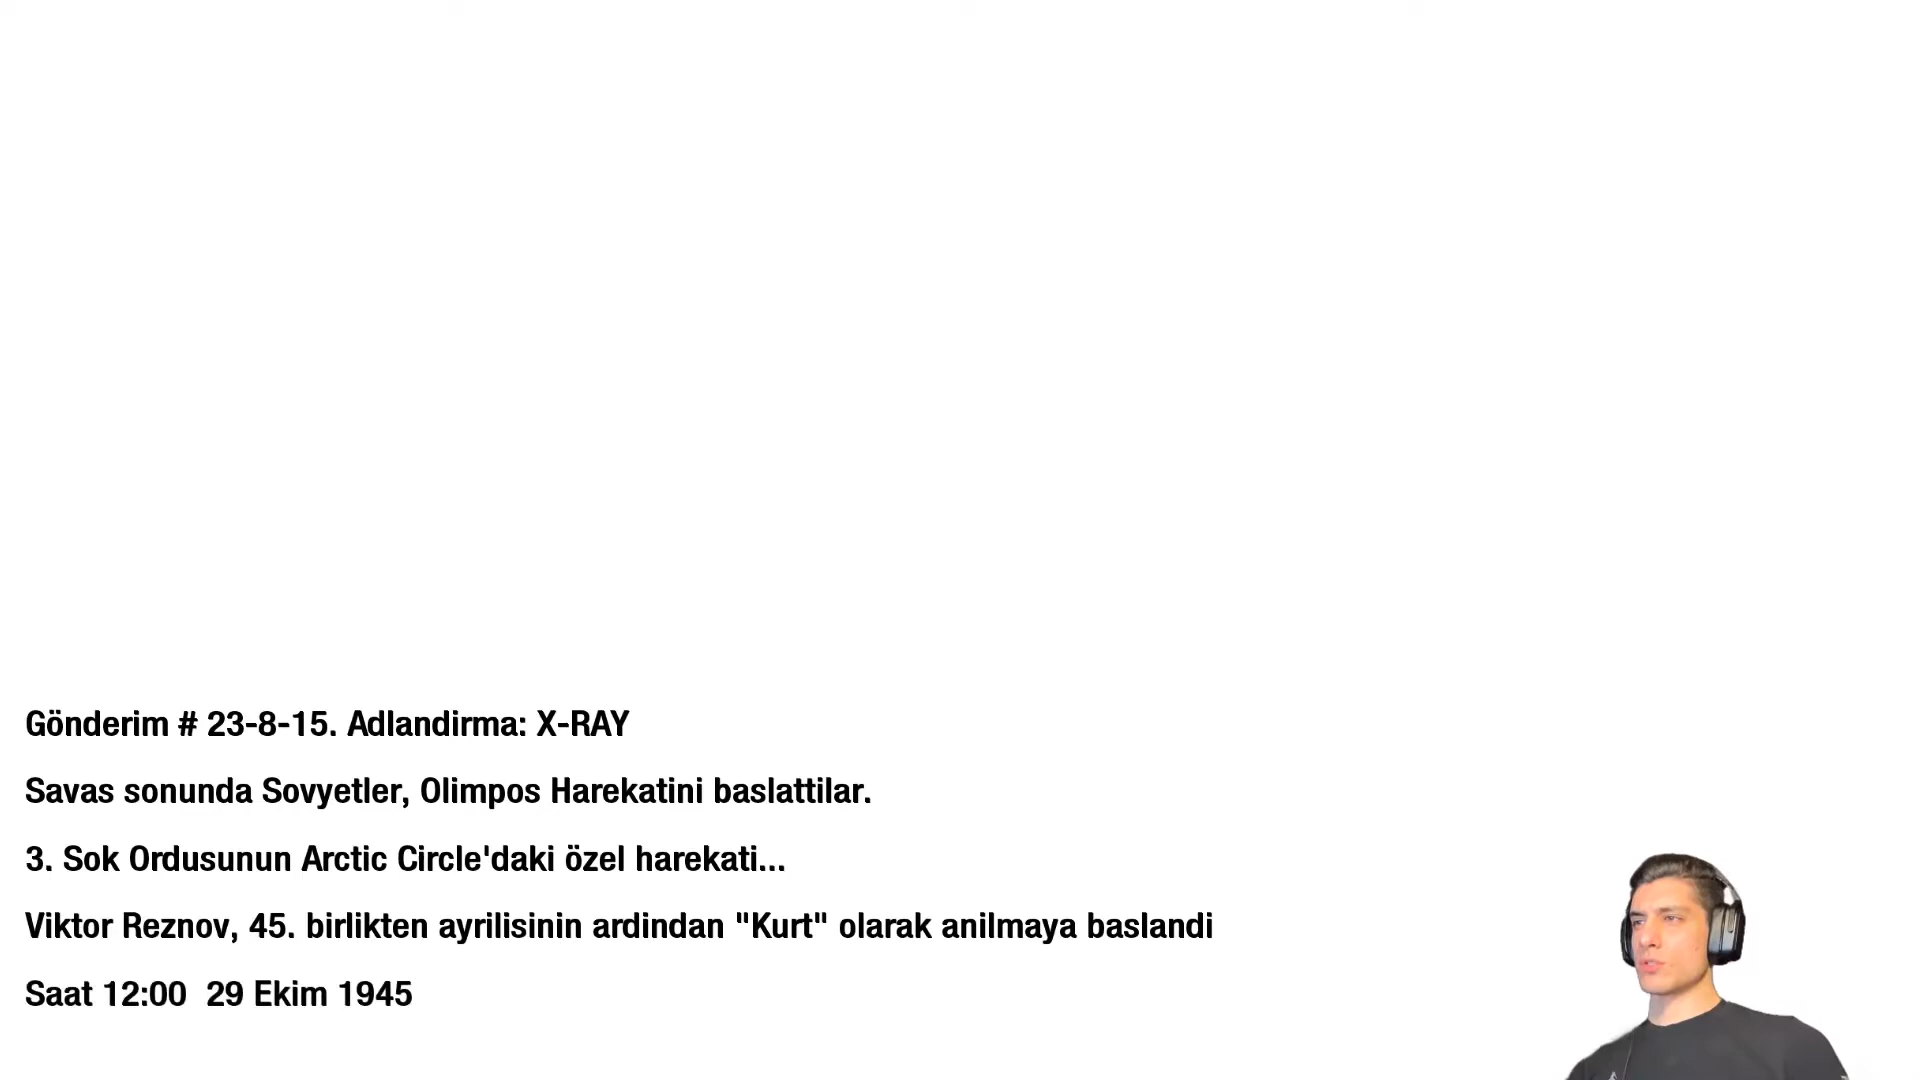 Gönderim # 23-8-15. Adlandirma: X-RAY
Savas sonunda Sovyetler, Olimpos Harekatini baslattilar.
3. Sok Ordusunun Arctic Circle'daki özel harekati...
Viktor Reznov, 45. birlikten ayrilisinin ardindan "Kurt" olarak anilmaya baslandi
Saat 12:00  29 Ekim 1945